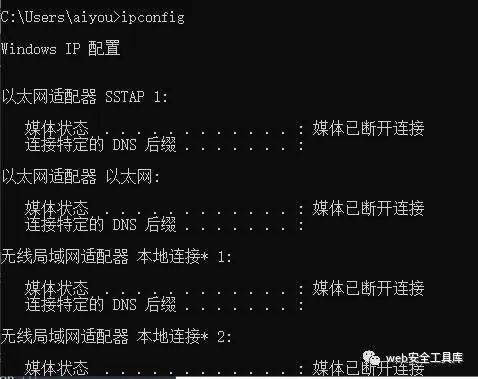 C:\Users\aiyou>ipconfig
Windows IP 配置
以太网适配器 SSTAP 1:
媒体状态 . . . . . . . . . . . . : 媒体已断开连接
连接特定的 DNS 后缀 . . . . . . . :
以太网适配器 以太网:
媒体状态 . . . . . . . . . . . . : 媒体已断开连接
连接特定的 DNS 后缀 . . . . . . . :
无线局域网适配器 本地连接* 1:
媒体状态 . . . . . . . . . . . . : 媒体已断开连接
连接特定的 DNS 后缀 . . . . . . . :
无线局域网适配器 本地连接* 2:
媒体状态 . . . . . . . . . . . . : 媒体已断开连接
web安全工具库